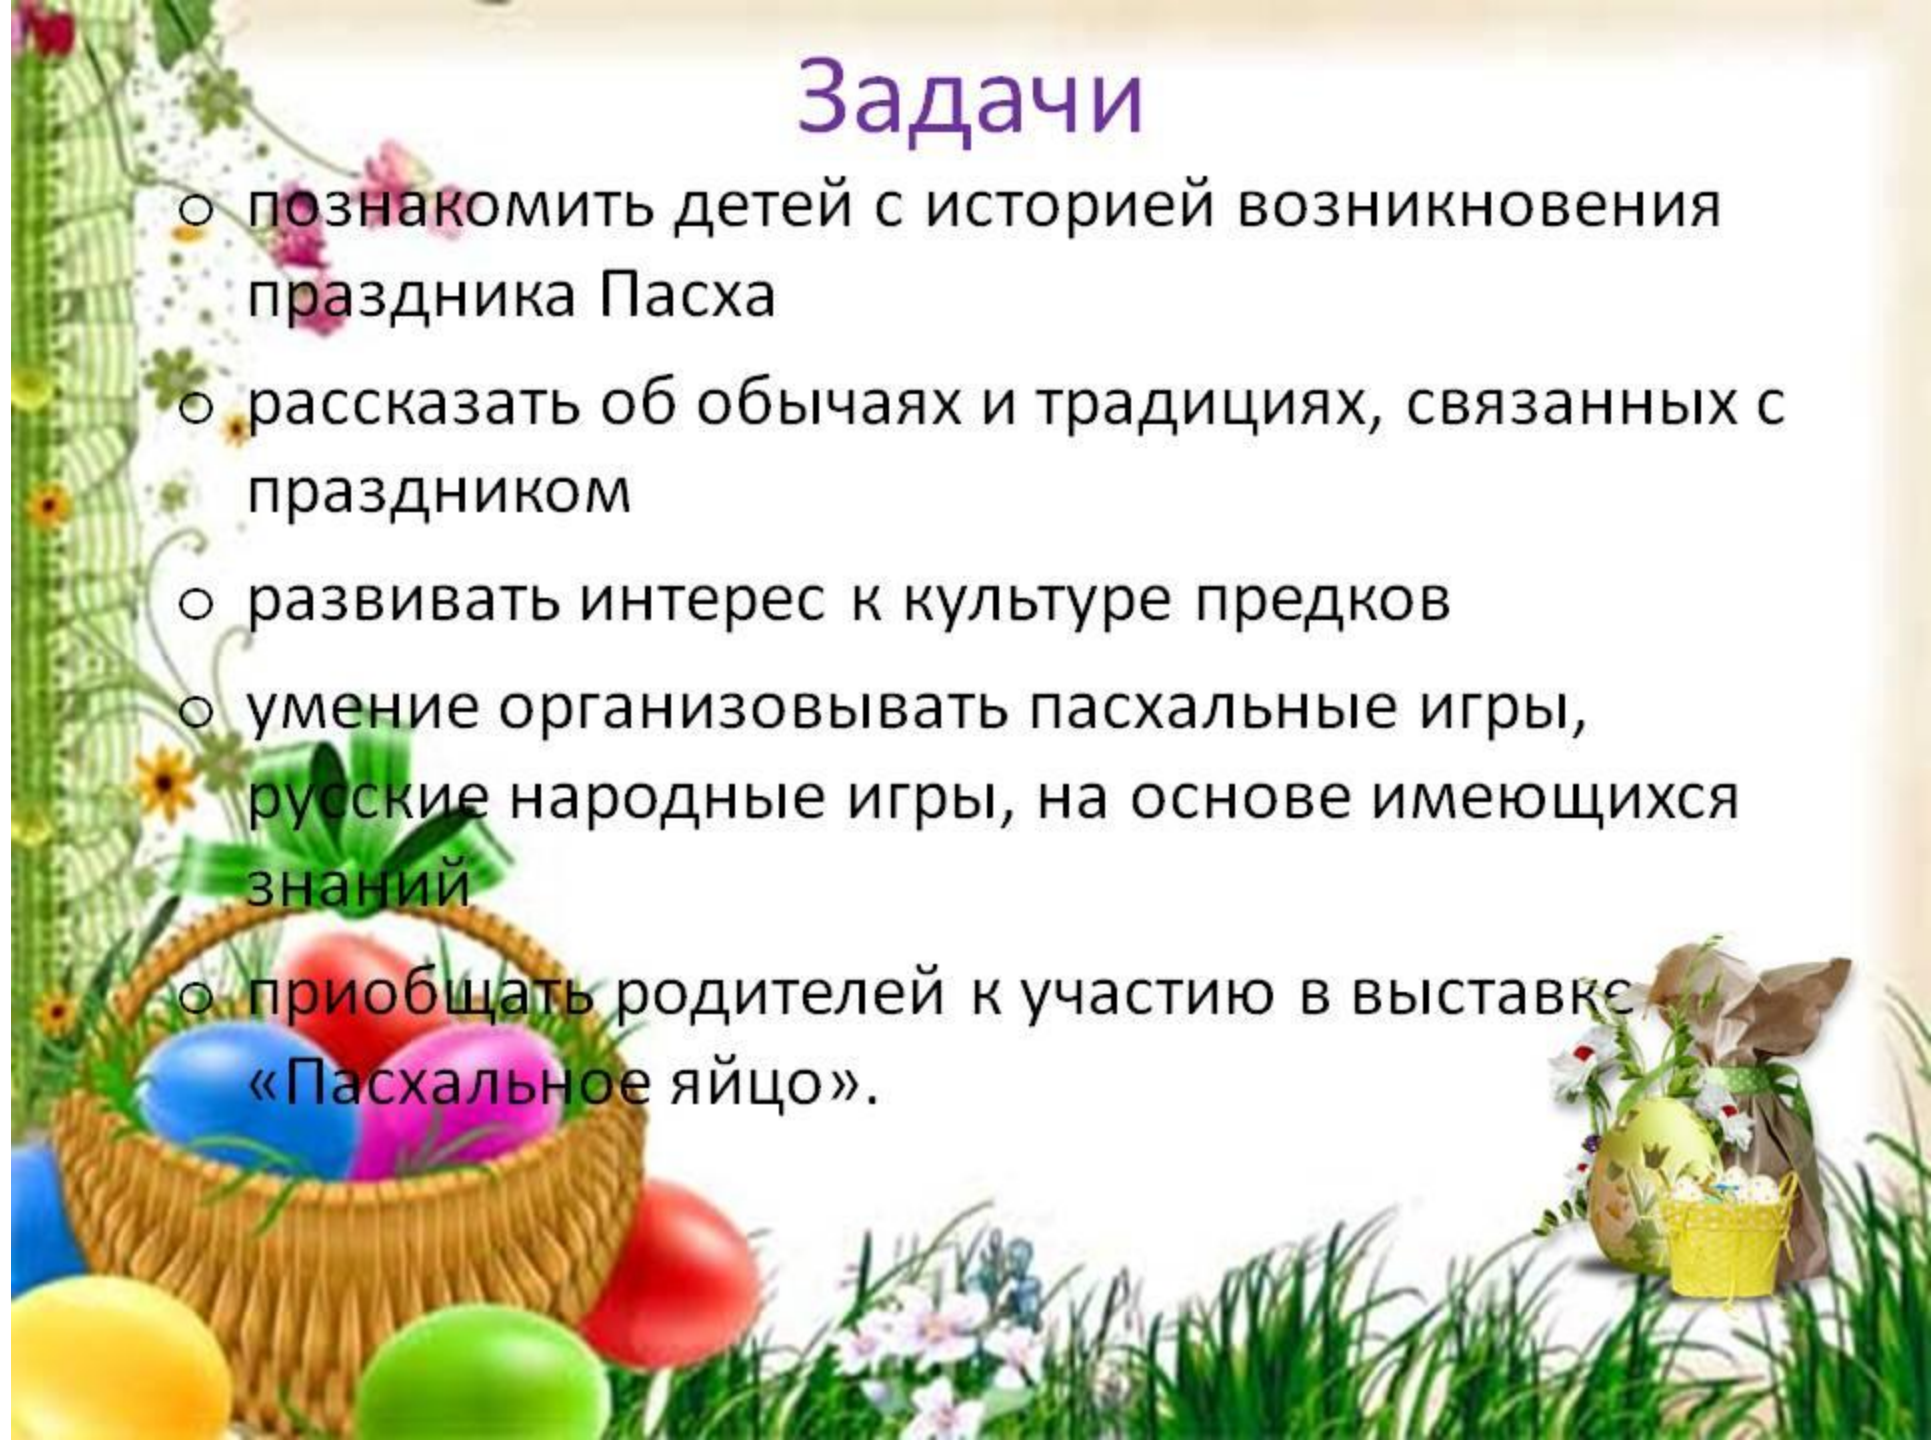 Задачи
o познакомить детей с историей возникновения
праздника Пасха
o рассказать об обычаях и традициях, связанных с
праздником
o развивать интерес к культуре предков
o умение организовывать пасхальные игры,
русские народные игры, на основе имеющихся
знаний
o приобщать родителей к участию в выставке
«Пасхальное яйцо».